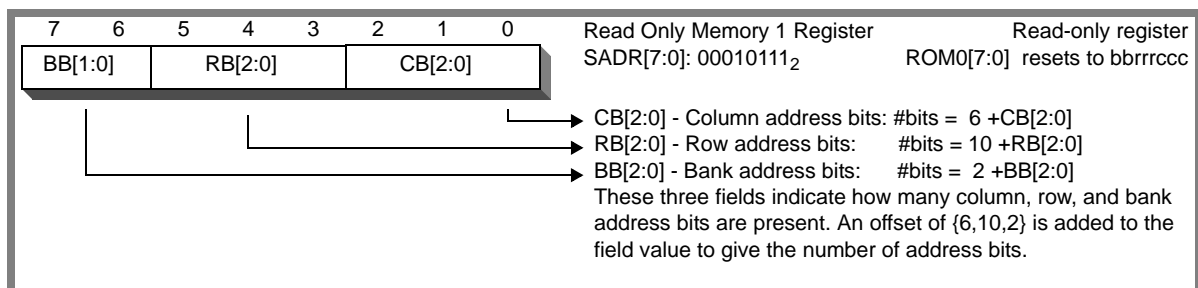 7 6 5 4 3 2 1 0 Read Only Memory 1 Register Read-only register
BB[1:0] RB[2:0] CB[2:0] SADR[7:0]: 00010111₂ ROM0[7:0] resets to bbrrrccc
CB[2:0] - Column address bits: #bits = 6 +CB[2:0]
RB[2:0] - Row address bits: #bits = 10 +RB[2:0]
BB[2:0] - Bank address bits: #bits = 2 +BB[2:0]
These three fields indicate how many column, row, and bank
address bits are present. An offset of {6,10,2} is added to the
field value to give the number of address bits.